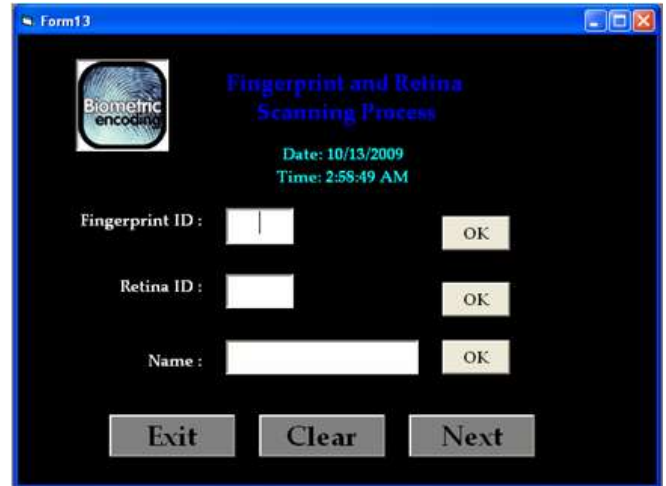 Form13
Biometric
encoding
Fingerprint and Retina
Scanning Process
Date: 10/13/2009
Time: 2:58:49 AM
Fingerprint ID :
OK
Retina ID :
OK
Name :
OK
Exit
Clear
Next